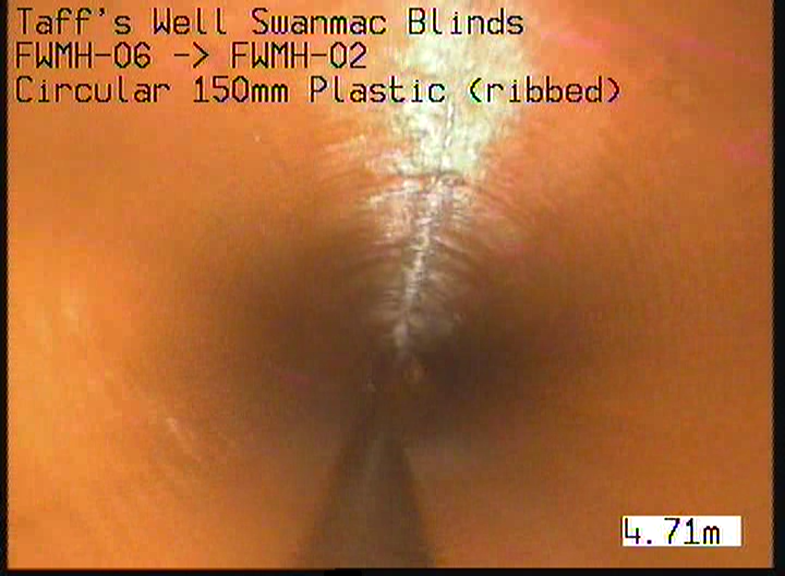 Taff's Well Swanmac Blinds
FWMH-06 -> FWMH-02
Circular 150mm Plastic (ribbed)
4.71m